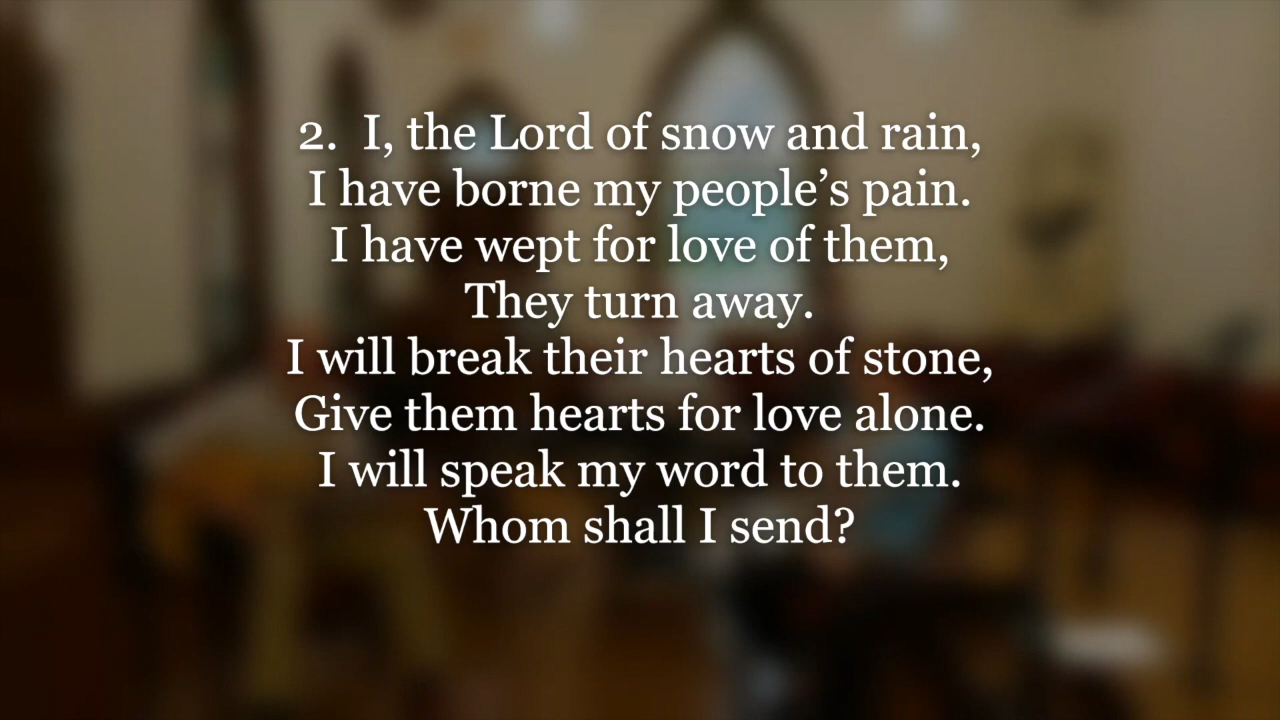 2. I, the Lord of snow and rain,
I have borne my people’s pain.
I have wept for love of them,
They turn away.
I will break their hearts of stone,
Give them hearts for love alone.
I will speak my word to them.
Whom shall I send?